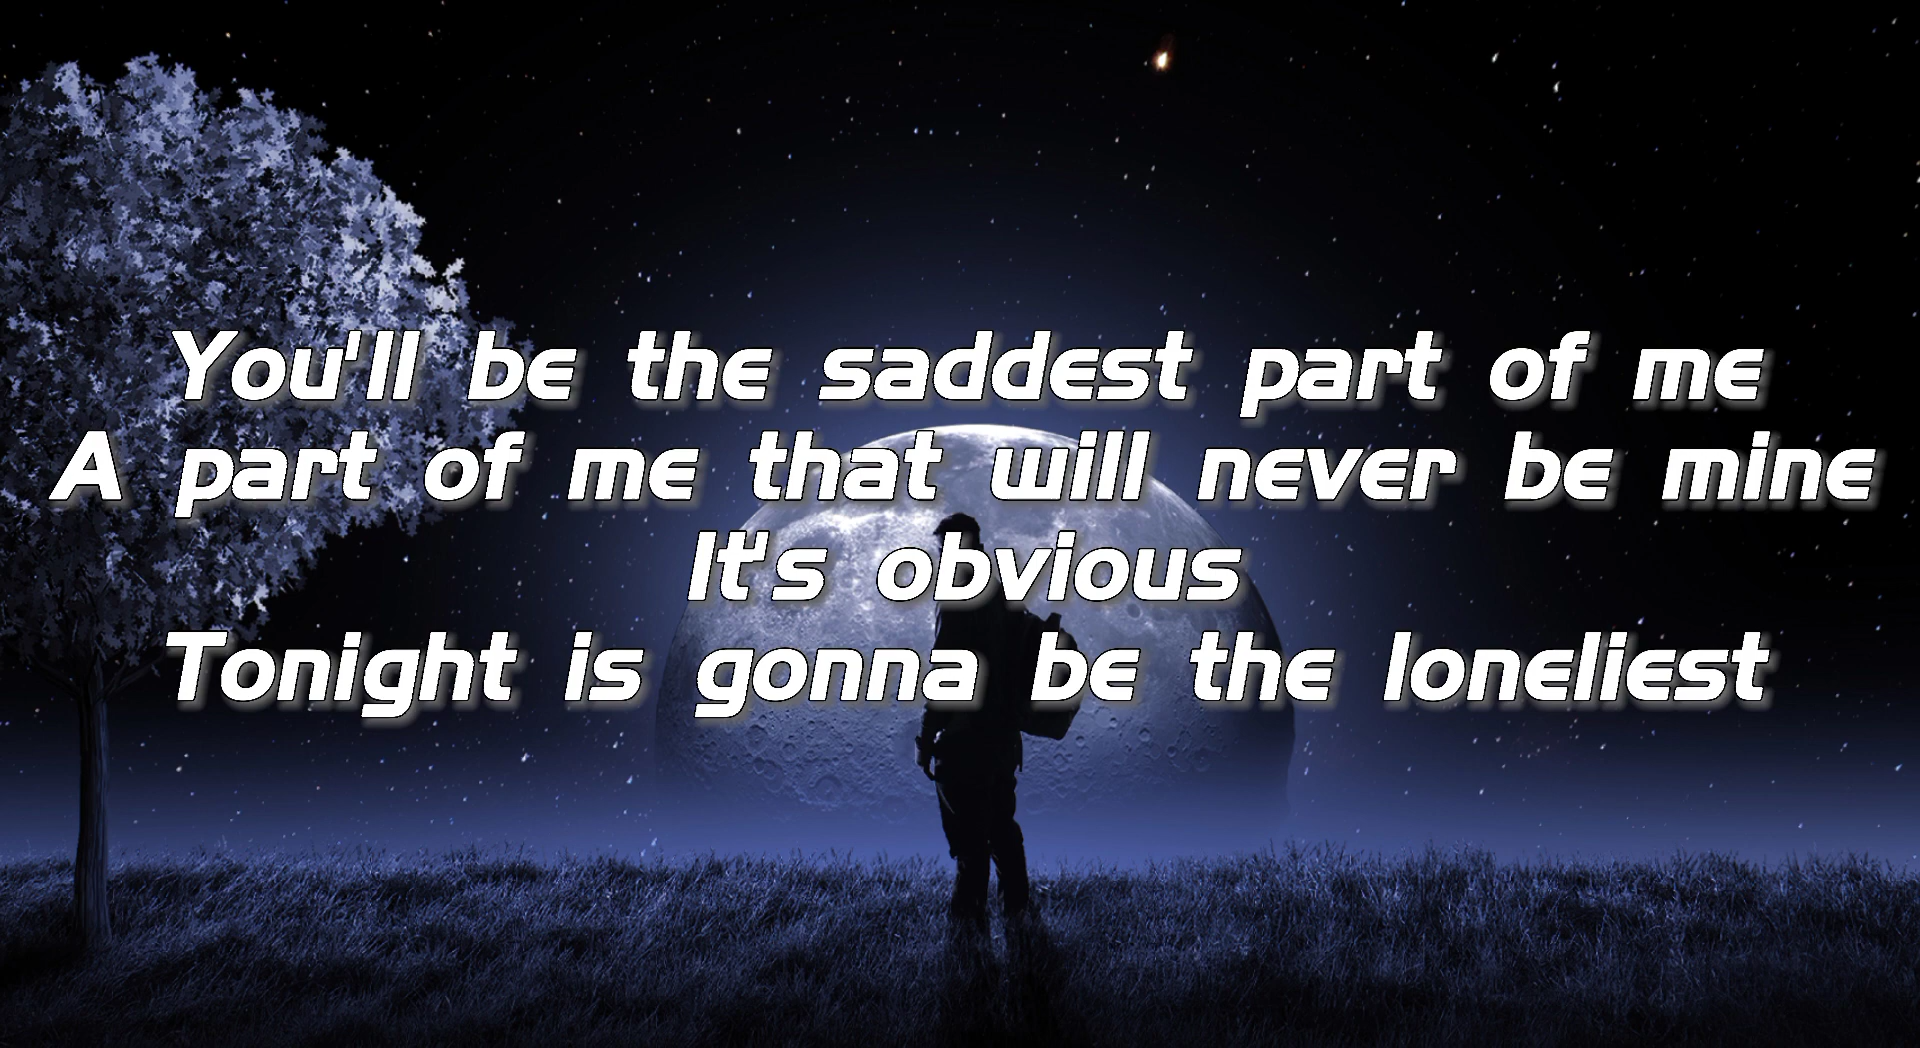 You'll be the saddest part of me
A part of me that will never be mine
It's obvious
Tonight is gonna be the loneliest